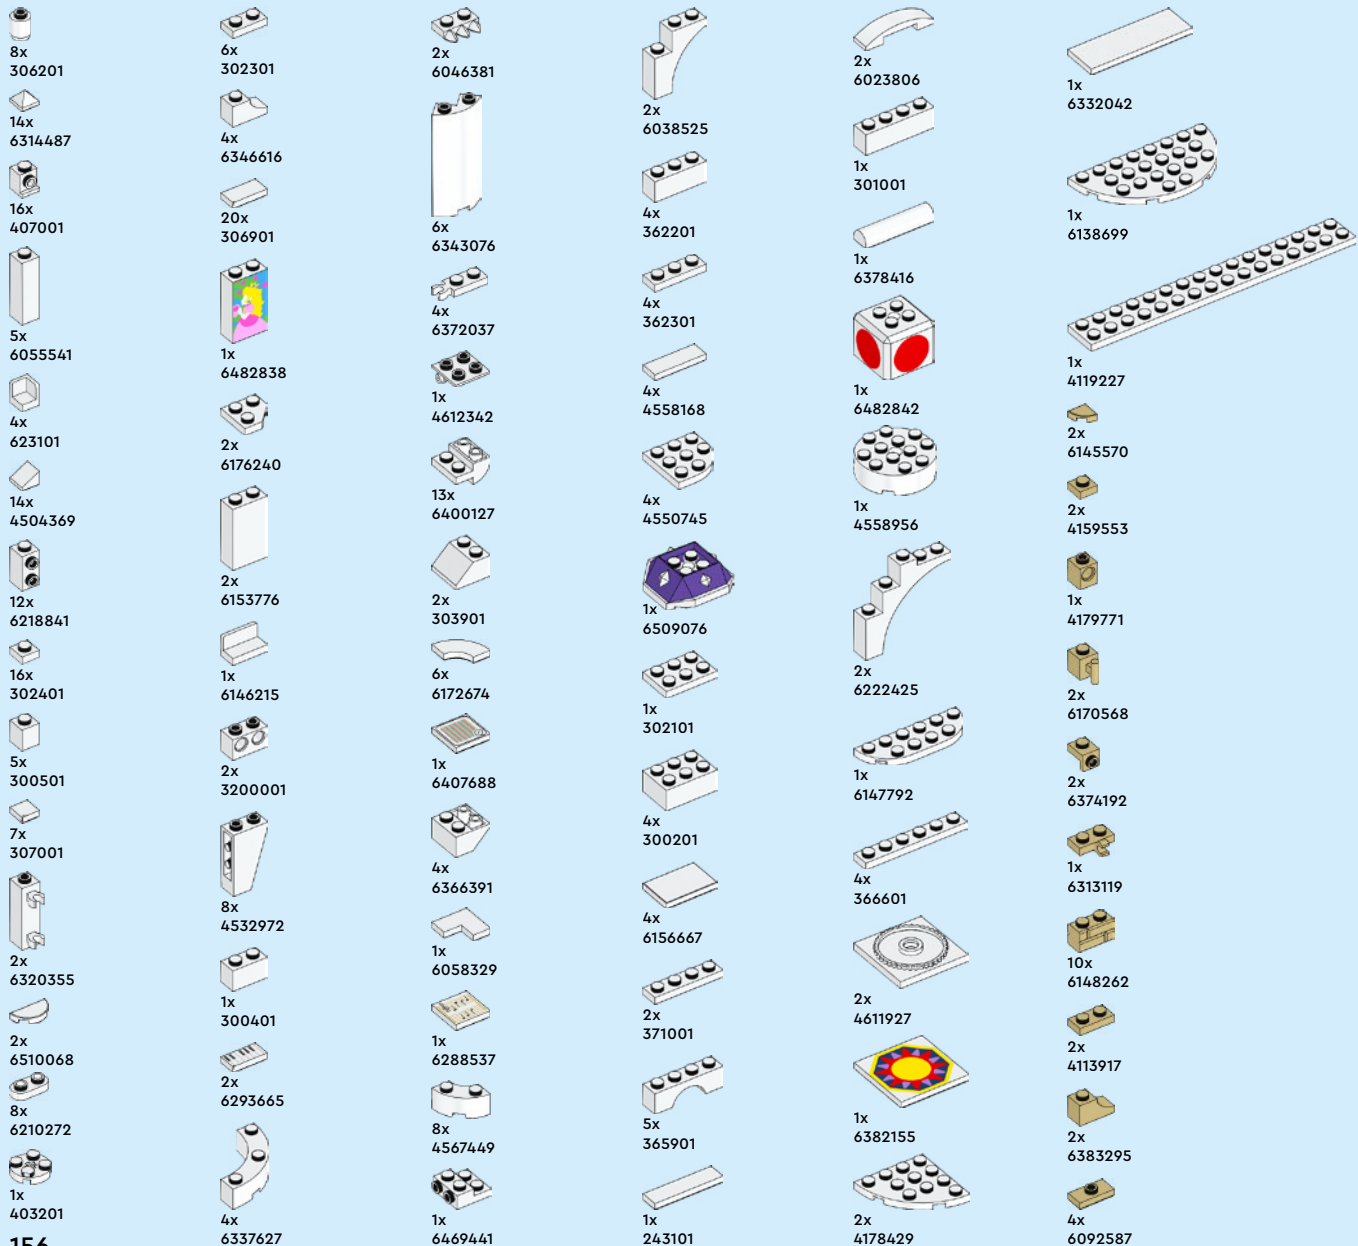 8x
306201
14x
6314487
16x
407001
5x
6055541
4x
623101
14x
4504369
12x
6218841
16x
302401
5x
300501
7x
307001
2x
6320355
2x
6510068
8x
6210272
1x
403201
156
6x
302301
4x
6346616
20x
306901
1x
6482838
2x
6176240
2x
6153776
1x
6146215
2x
3200001
8x
4532972
1x
300401
2x
6293665
4x
6337627
2x
6046381
6x
6343076
4x
6372037
1x
4612342
13x
6400127
2x
303901
6x
6172674
1x
6407688
4x
6366391
1x
6058329
1x
6288537
8x
4567449
1x
6469441
2x
6038525
4x
362201
4x
362301
4x
4558168
4x
4550745
1x
6509076
1x
302101
4x
300201
4x
6156667
2x
371001
5x
365901
1x
243101
2x
6023806
1x
301001
1x
6378416
1x
6482842
1x
4558956
2x
6222425
1x
6147792
4x
366601
2x
4611927
1x
6382155
2x
4178429
1x
6332042
1x
6138699
1x
4119227
2x
6145570
2x
4159553
1x
4179771
2x
6170568
2x
6374192
1x
6313119
10x
6148262
2x
4113917
2x
6383295
4x
6092587